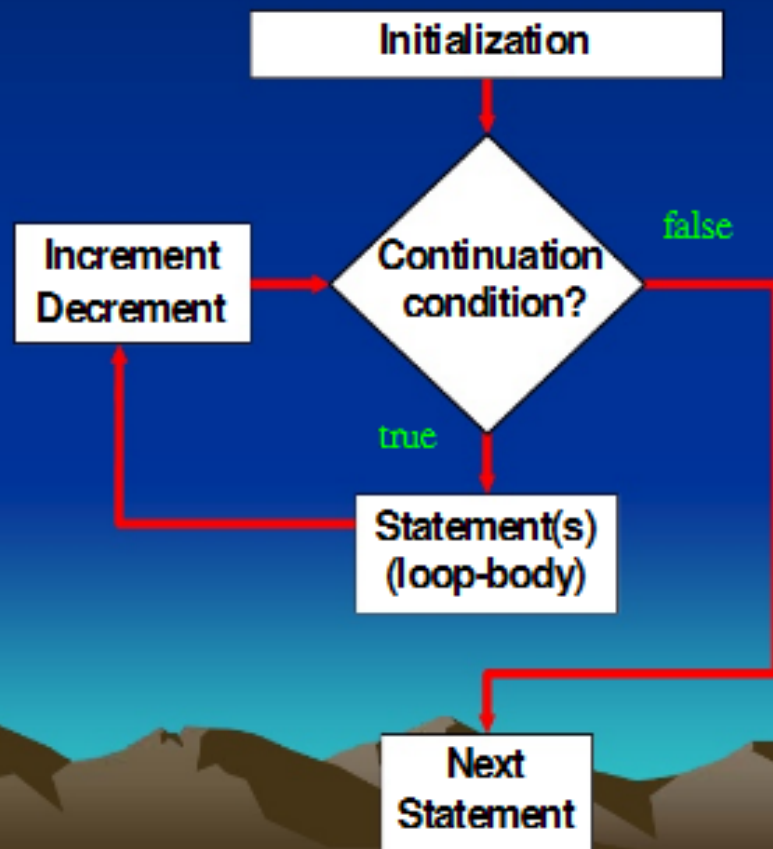 Initialization
false
Increment
Decrement
Continuation
condition?
true
Statement(s)
(loop-body)
Next
Statement